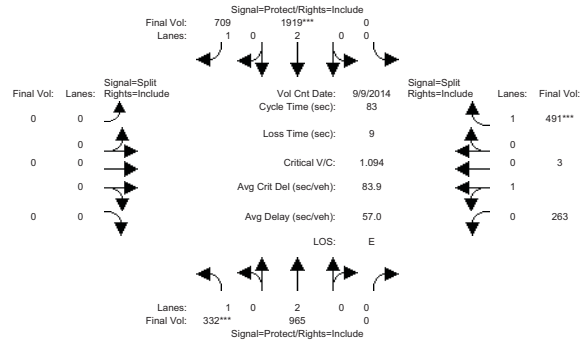 Signal=Protect/Rights=Include
Final Vol: 709 1919*** 0
Lanes: 1 0 2 0 0
Signal=Split Signal=Split
Final Vol: Lanes: Rights=Include Vol Cnt Date: 9/9/2014 Rights=Include Lanes: Final Vol:
Cycle Time (sec): 83
0 0 1 491***
Loss Time (sec): 9
0 0
0 0 Critical V/C: 1.094 0 3
0 Avg Crit Del (sec/veh): 83.9 1
0 0 Avg Delay (sec/veh): 57.0 0 263
LOS: E
Lanes: 1 0 2 0 0
Final Vol: 332*** 965 0
Signal=Protect/Rights=Include